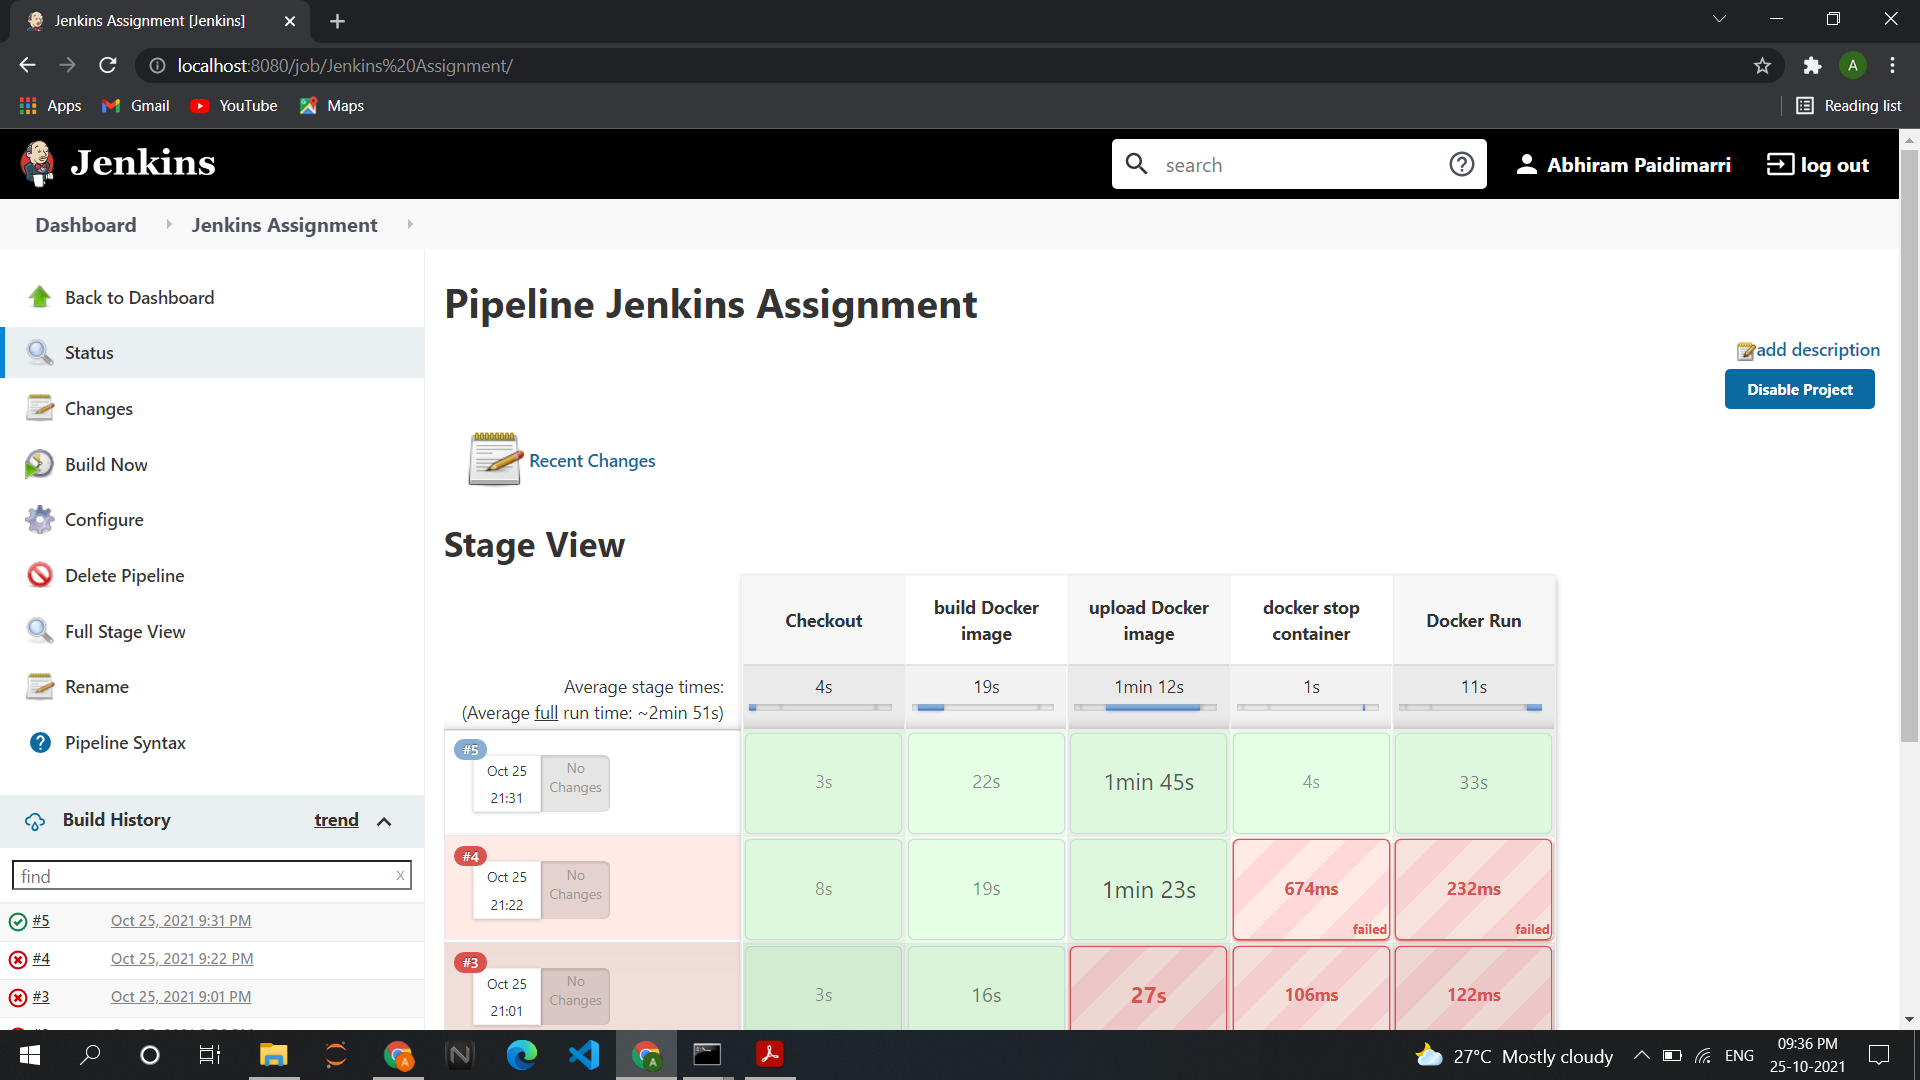 Jenkins Assignment [Jenkins]
localhost:8080/job/Jenkins%20Assignment/
A
Apps Gmail YouTube Maps Reading list
Jenkins search Abhiram Paidimarri log out
Dashboard Jenkins Assignment
Back to Dashboard
Status
Changes
Build Now
Configure
Delete Pipeline
Full Stage View
Rename
Pipeline Syntax
Build History trend
find x
#5 Oct 25, 2021 9:31 PM
#4 Oct 25, 2021 9:22 PM
#3 Oct 25, 2021 9:01 PM
Pipeline Jenkins Assignment
add description
Disable Project
Recent Changes
Stage View
Checkout
build Docker
image
upload Docker
image
docker stop
container
Docker Run
Average stage times:
(Average full run time: ~2min 51s)
4s 19s 1min 12s 1s 11s
#5
Oct 25
21:31
No
Changes
3s 22s 1min 45s 4s 33s
#4
Oct 25
21:22
No
Changes
8s 19s 1min 23s 674ms 232ms
failed failed
#3
Oct 25
21:01
No
Changes
3s 16s 27s 106ms 122ms
27°C Mostly cloudy ENG
09:36 PM
25-10-2021